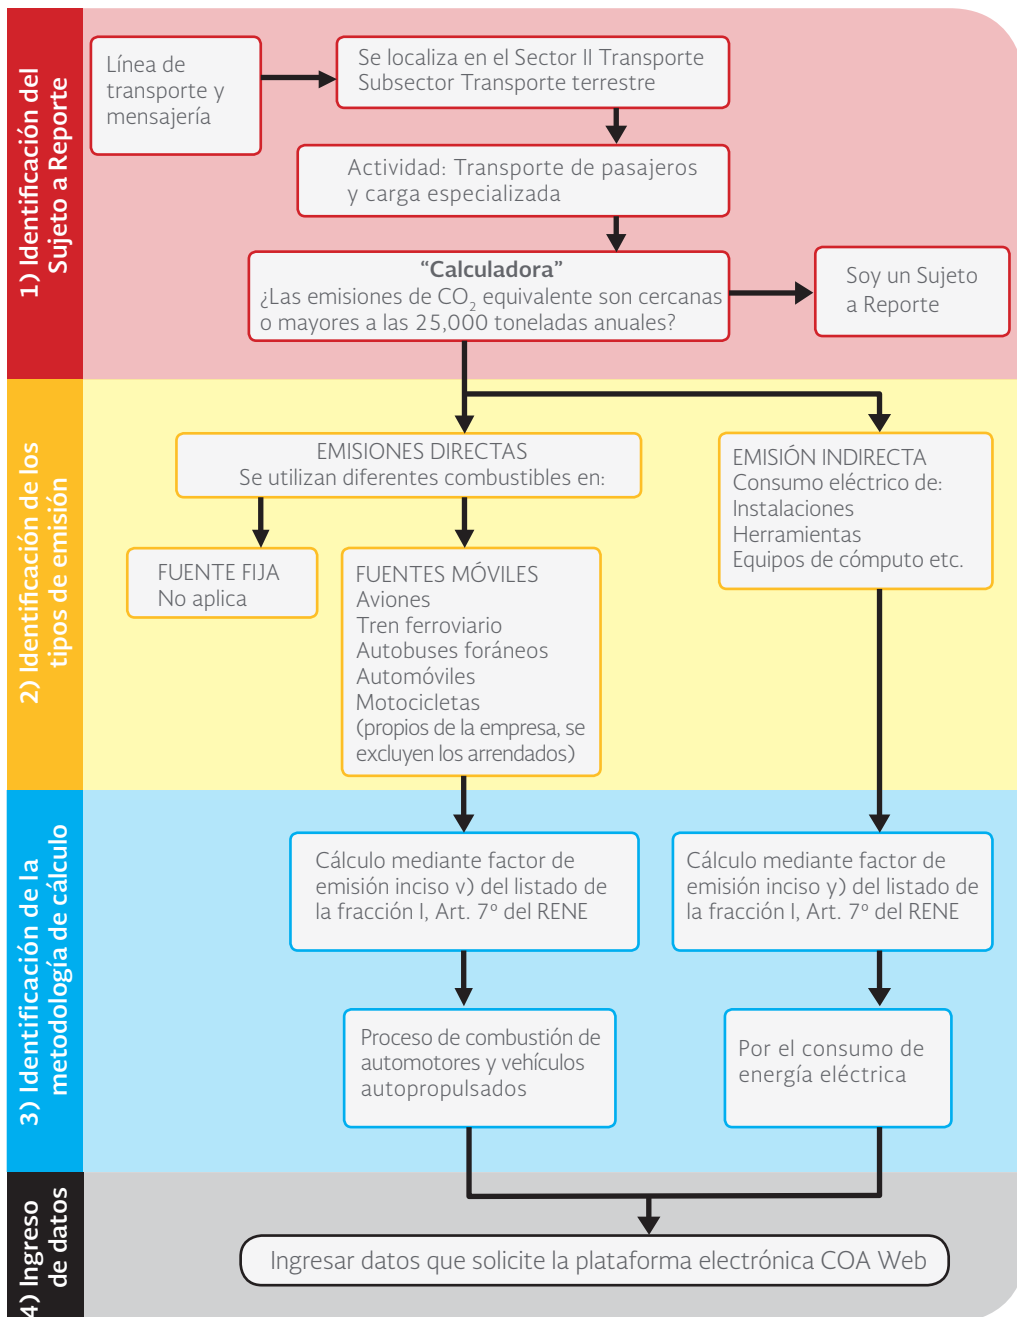 1) Identificación del
Sujeto a Reporte
Línea de
transporte y
mensajería
Se localiza en el Sector II Transporte
Subsector Transporte terrestre
Actividad: Transporte de pasajeros
y carga especializada
“Calculadora”
¿Las emisiones de CO₂ equivalente son cercanas
o mayores a las 25,000 toneladas anuales?
Soy un Sujeto
a Reporte
2) Identificación de los
tipos de emisión
EMISIONES DIRECTAS
Se utilizan diferentes combustibles en:
EMISIÓN INDIRECTA
Consumo eléctrico de:
Instalaciones
Herramientas
Equipos de cómputo etc.
FUENTE FIJA
No aplica
FUENTES MÓVILES
Aviones
Tren ferroviario
Autobuses foráneos
Automóviles
Motocicletas
(propios de la empresa, se
excluyen los arrendados)
3) Identificación de la
metodología de cálculo
Cálculo mediante factor de
emisión inciso v) del listado de
la fracción I, Art. 7º del RENE
Cálculo mediante factor de
emisión inciso y) del listado de
la fracción I, Art. 7º del RENE
Proceso de combustión de
automotores y vehículos
autopropulsados
Por el consumo de
energía eléctrica
4) Ingreso
de datos
Ingresar datos que solicite la plataforma electrónica COA Web